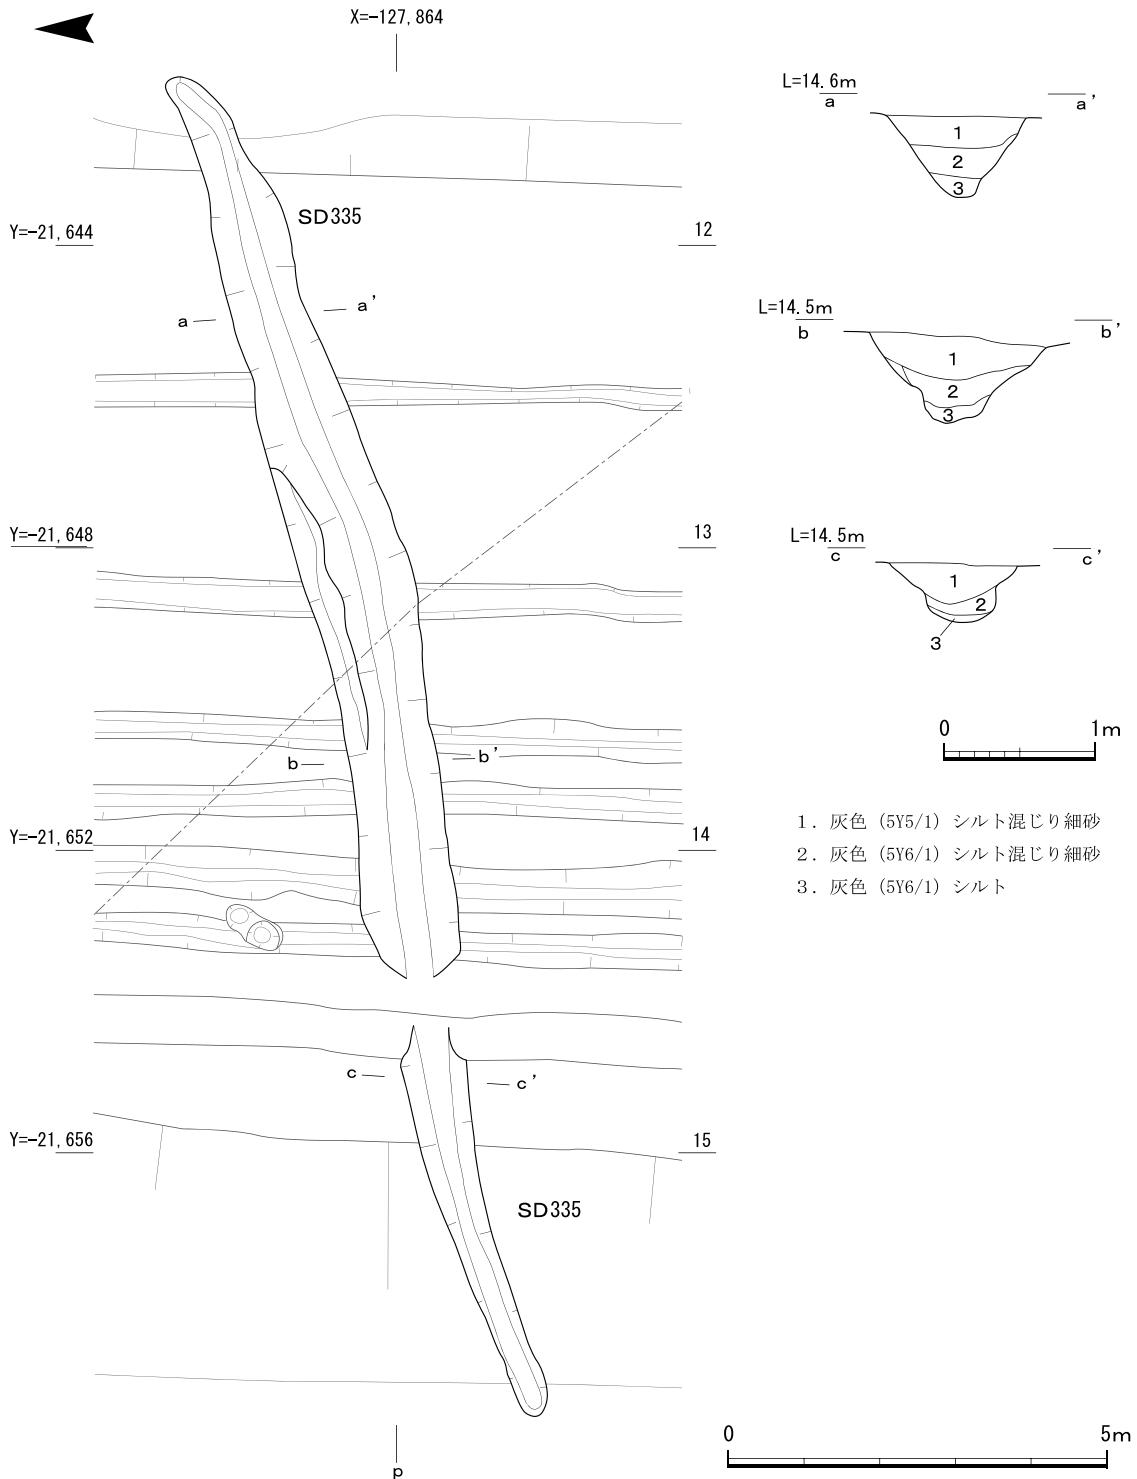 X=-127,864
L=14.6m
a
a'
1
2
3
SD335
Y=-21,644
12
a
a'
L=14.5m
b
b'
1
2
3
Y=-21,648
13
L=14.5m
c
c'
1
2
3
0
1m
b
b'
1. 灰色 (5Y5/1) シルト混じり細砂
2. 灰色 (5Y6/1) シルト混じり細砂
3. 灰色 (5Y6/1) シルト
Y=-21,652
14
c
c'
Y=-21,656
15
SD335
0
5m
p